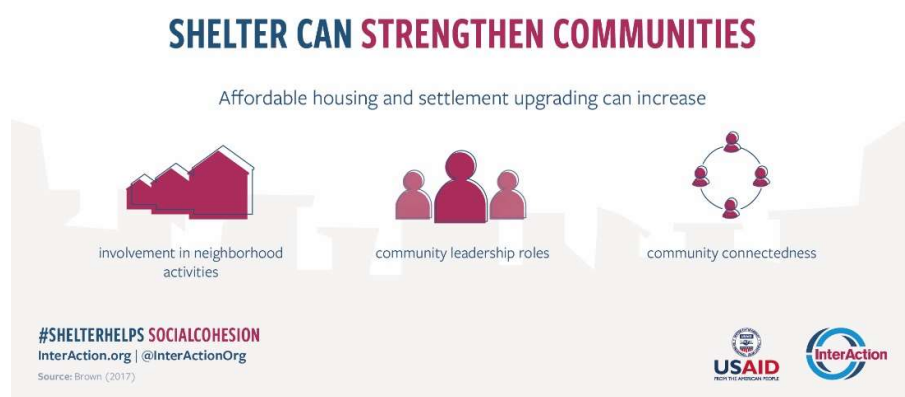 SHELTER CAN STRENGTHEN COMMUNITIES
Affordable housing and settlement upgrading can increase
involvement in neighborhood
activities
community leadership roles
community connectedness
#SHELTERHELPS SOCIALCOHESION
InterAction.org | @InterActionOrg
Source: Brown (2017)
USAID
FROM THE AMERICAN PEOPLE
InterAction